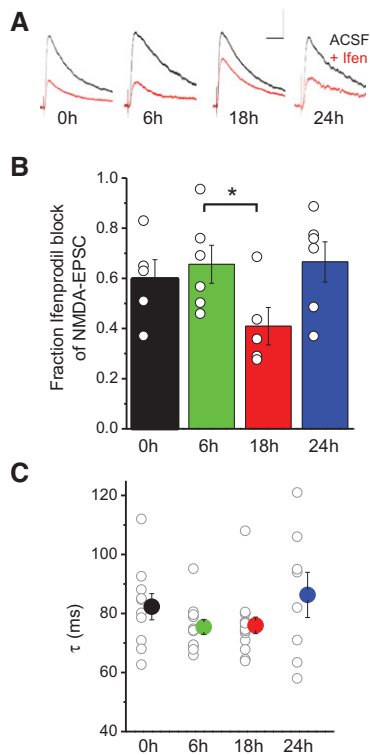 A
ACSF
+ Ifen
0h 6h 18h 24h
B
Fraction Ifenprodil block
of NMDA-EPSC
1.0
0.8
0.6
0.4
0.2
0.0
*
0h 6h 18h 24h
C
τ (ms)
120
100
80
60
40
0h 6h 18h 24h